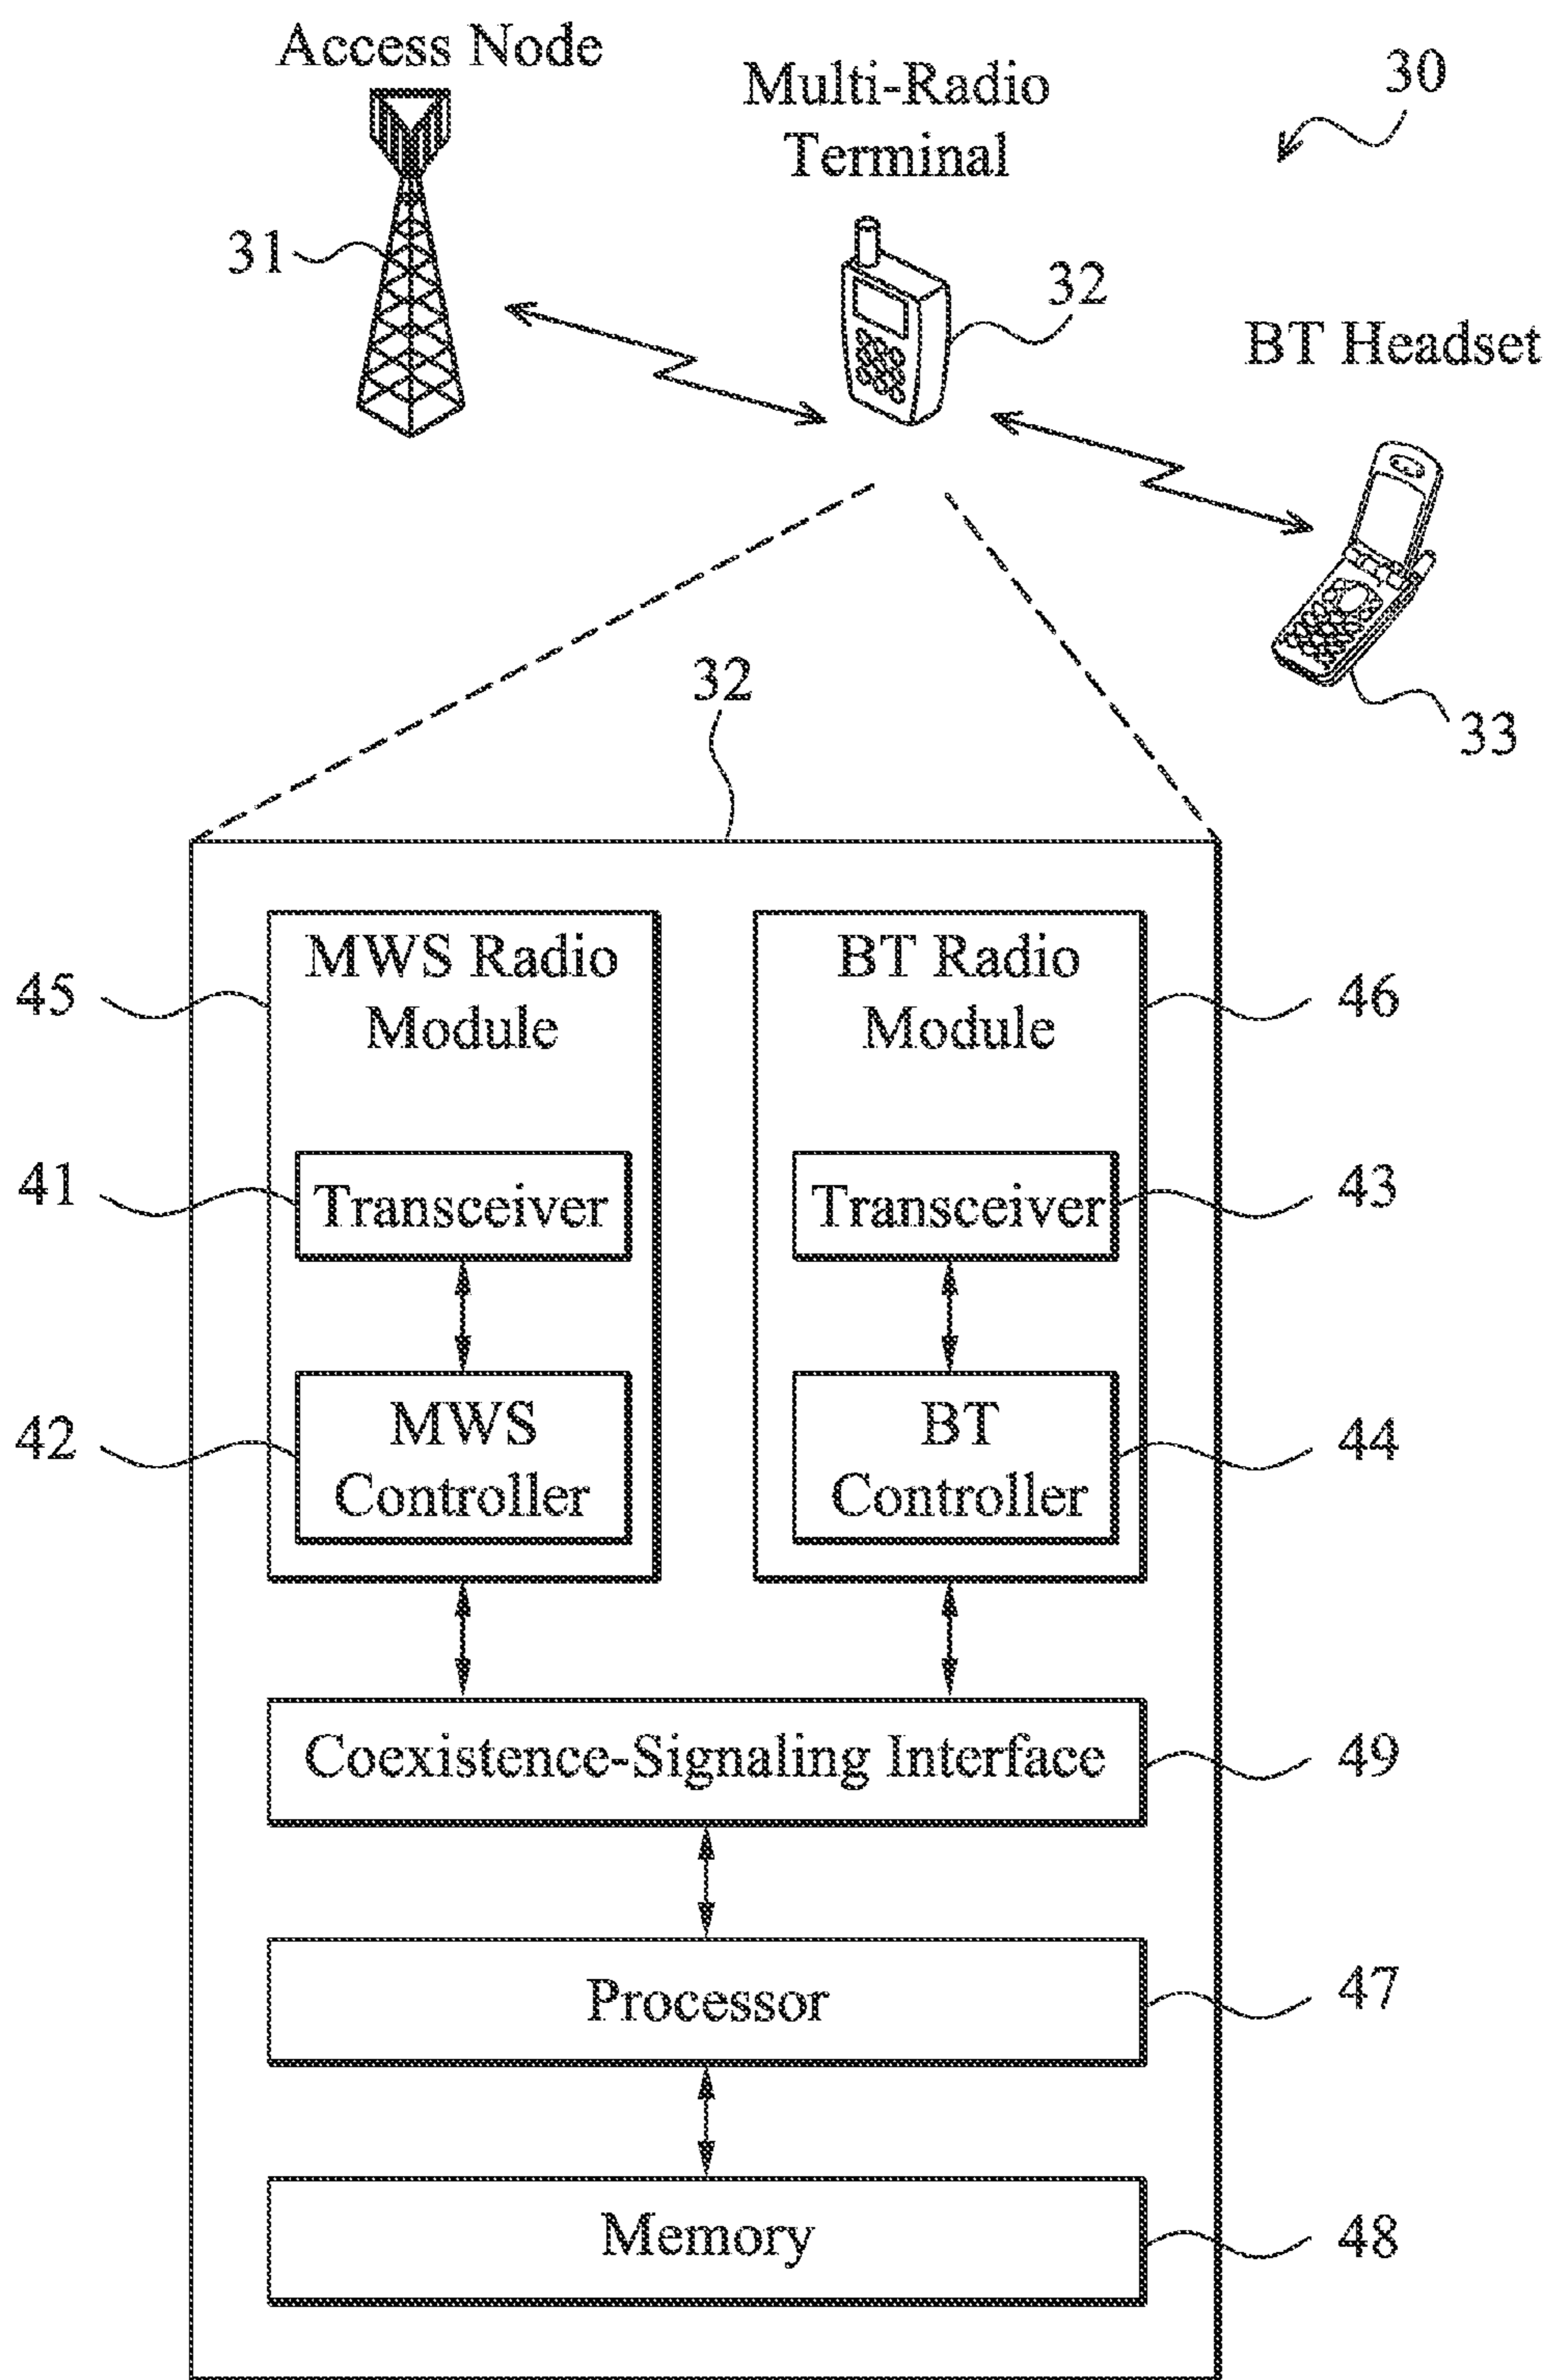 Access Node
Multi-Radio
Terminal
30
31
32
BT Headset
33
32
MWS Radio
Module
BT Radio
Module
45
46
41
Transceiver
Transceiver
43
42
MWS
Controller
BT
Controller
44
Coexistence-Signaling Interface
49
Processor
47
Memory
48